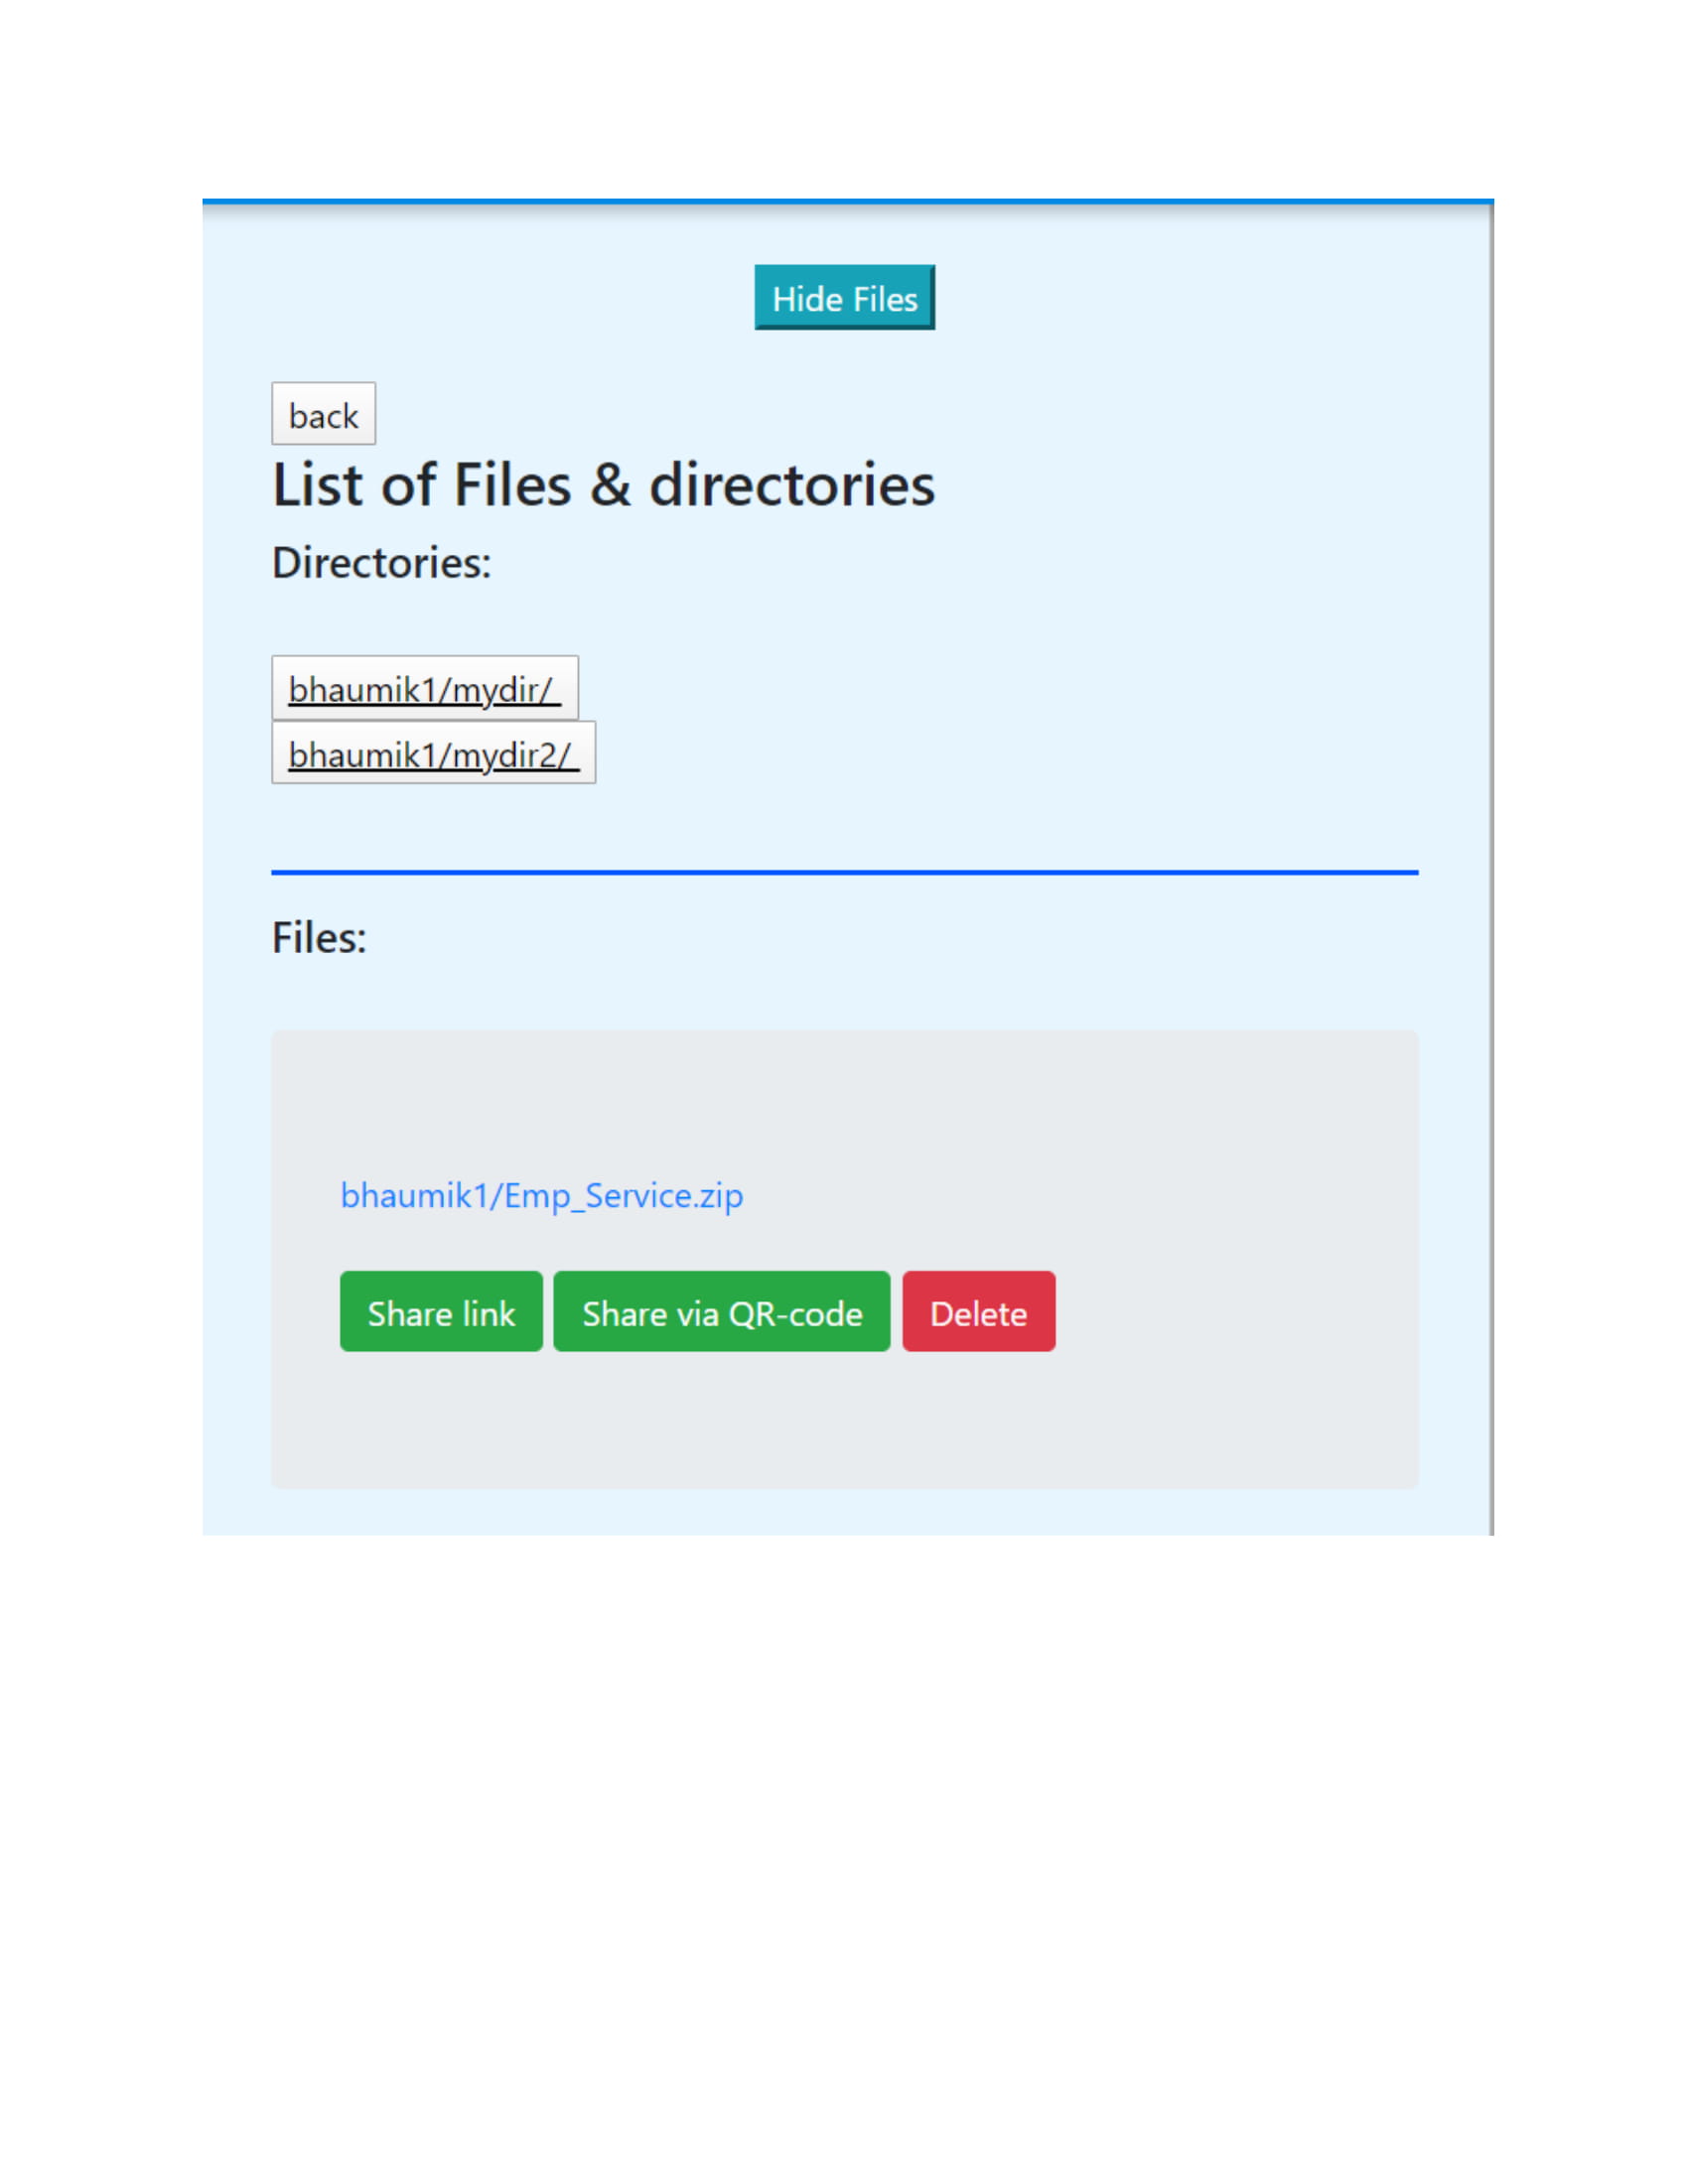 Hide Files
back
List of Files & directories
Directories:
bhaumik1/mydir/
bhaumik1/mydir2/
Files:
bhaumik1/Emp_Service.zip
Share link Share via QR-code Delete